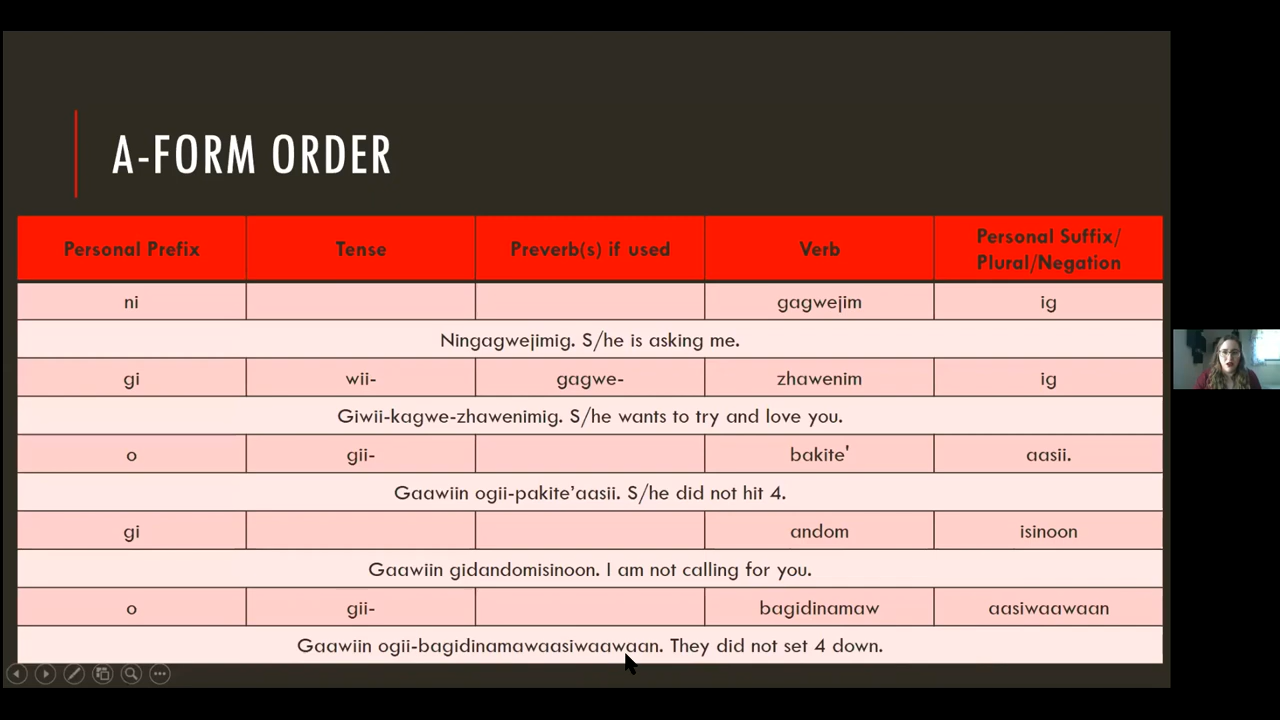 A-FORM ORDER
Personal Prefix Tense Preverb(s) if used Verb Personal Suffix/ Plural/Negation
ni gagwejim ig
Ningagwejimig. S/he is asking me.
gi wii- gagwe- zhawenim ig
Giwii-kagwe-zhawenimig. S/he wants to try and love you.
o gii- bakite' aasii.
Gaawiin ogii-pakite’aasii. S/he did not hit 4.
gi andom isinoon
Gaawiin gidandomisinoon. I am not calling for you.
o gii- bagidinamaw aasiwaawaan
Gaawiin ogii-bagidinamawaasiwaawaan. They did not set 4 down.